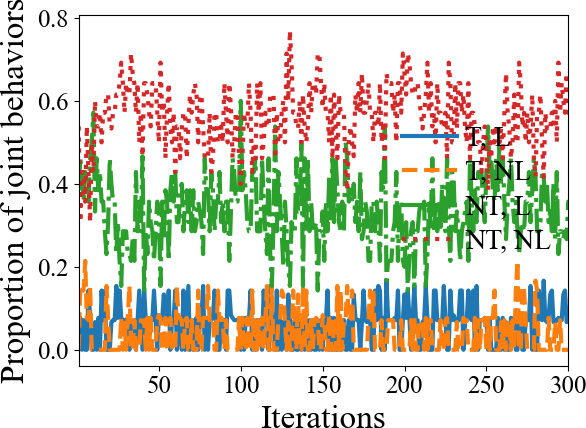 Proportion of joint behaviors
0.8
0.6
0.4
0.2
0.0
50
100
150
200
250
300
Iterations
T, L
T, NL
NT, L
NT, NL